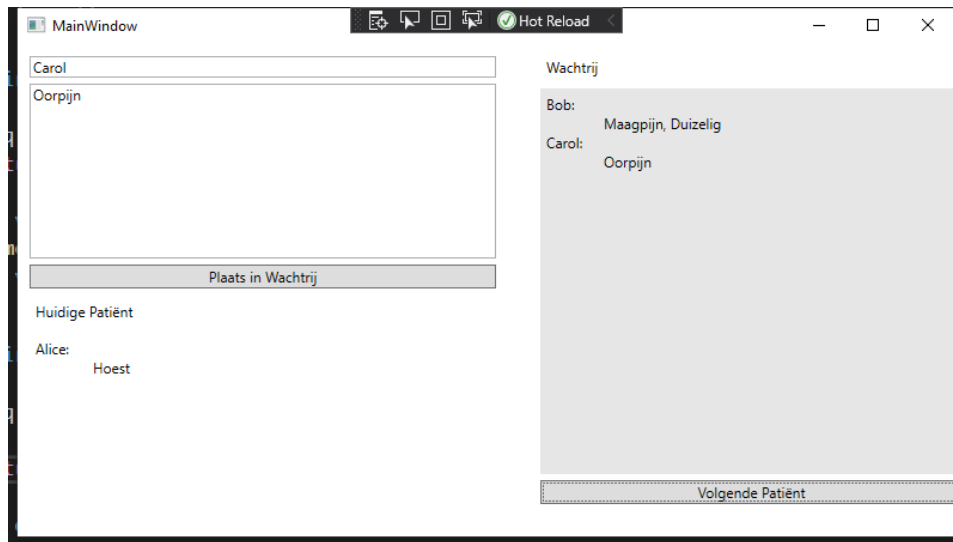 MainWindow
Hot Reload
Carol
Oorpijn
Plaats in Wachtrij
Huidige Patiënt
Alice:
Hoest
Wachtrij
Bob:
Maagpijn, Duizelig
Carol:
Oorpijn
Volgende Patiënt